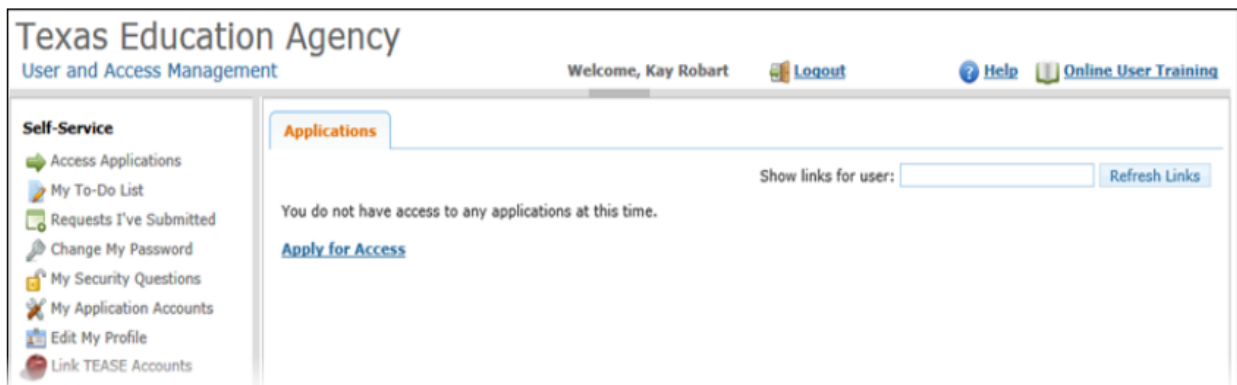 Texas Education Agency
User and Access Management
Welcome, Kay Robart
Logout
Help
Online User Training
Self-Service
Access Applications
My To-Do List
Requests I've Submitted
Change My Password
My Security Questions
My Application Accounts
Edit My Profile
Link TEASE Accounts
Applications
Show links for user:
Refresh Links
You do not have access to any applications at this time.
Apply for Access